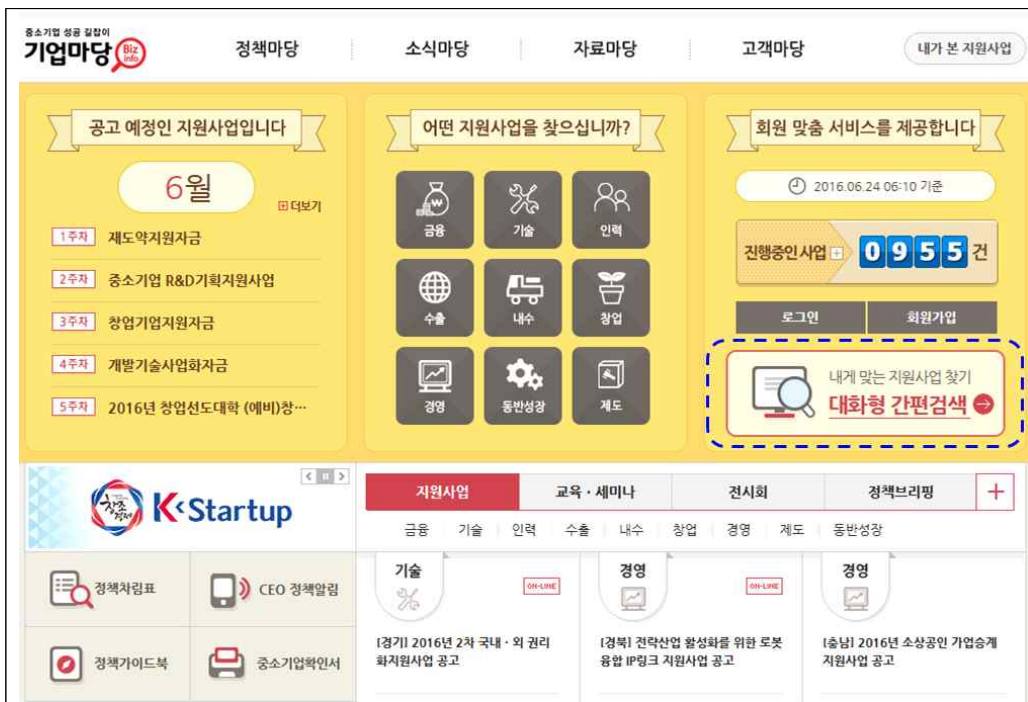 중소기업 성공 길잡이
기업마당 Biz info
정책마당
소식마당
자료마당
고객마당
내가 본 지원사업
공고 예정인 지원사업입니다
6월
더보기
1주차 재도약지원자금
2주차 중소기업 R&D기획지원사업
3주차 창업기업지원자금
4주차 개발기술사업화자금
5주차 2016년 창업선도대학 (예비)창…
어떤 지원사업을 찾으십니까?
금융 기술 인력
수출 내수 창업
경영 동반성장 제도
회원 맞춤 서비스를 제공합니다
2016.06.24 06:10 기준
진행중인사업 0955 건
로그인 회원가입
내게 맞는 지원사업 찾기
대화형 간편검색
창조경제 K Startup
정책차림표 CEO 정책알림
정책가이드북 중소기업확인서
지원사업 교육·세미나 전시회 정책브리핑
금융 기술 인력 수출 내수 창업 경영 제도 동반성장
기술 ON-LINE
[경기] 2016년 2차 국내·외 권리
화지원사업 공고
경영 ON-LINE
[경북] 전략산업 활성화를 위한 로봇
융합 IP링크 지원사업 공고
경영
[충남] 2016년 소상공인 가업승계
지원사업 공고